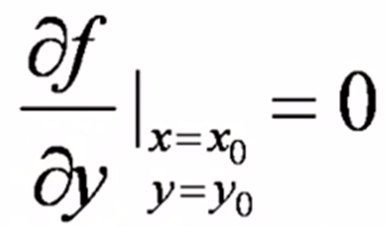 ∂f/∂y |x=x₀ y=y₀ = 0